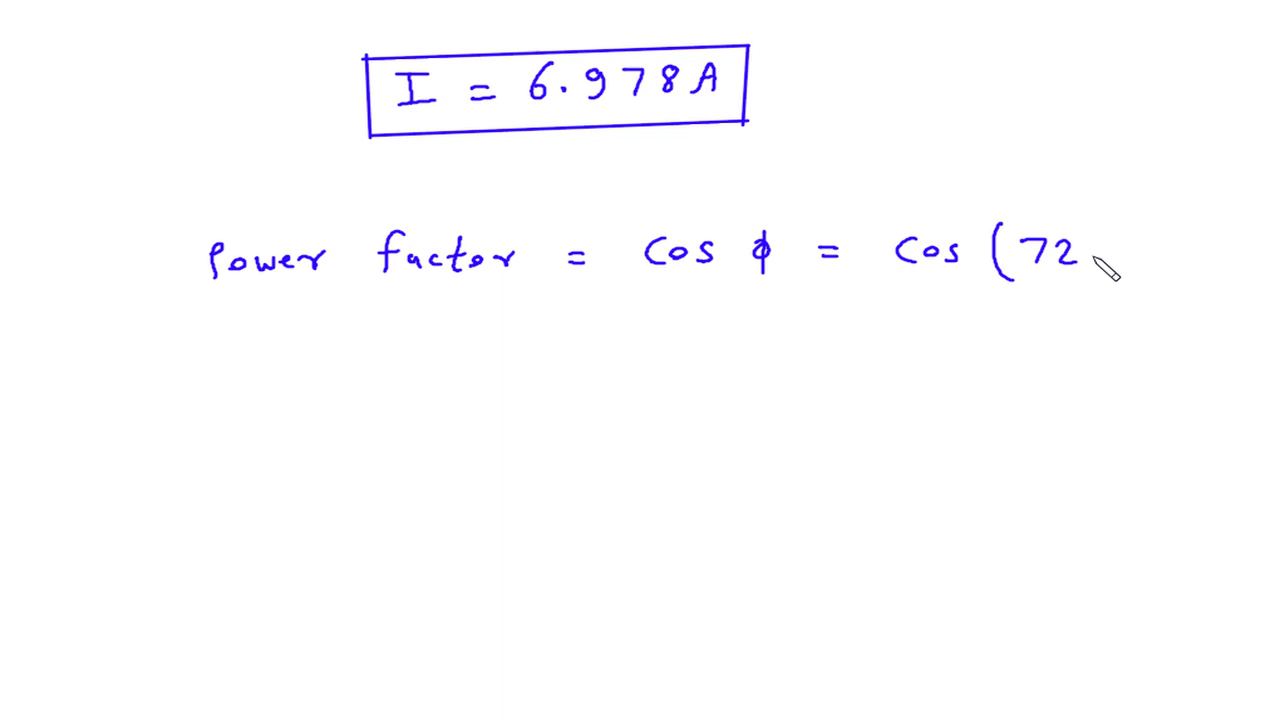 I = 6.978A
Power factor = Cos ϕ = Cos (72